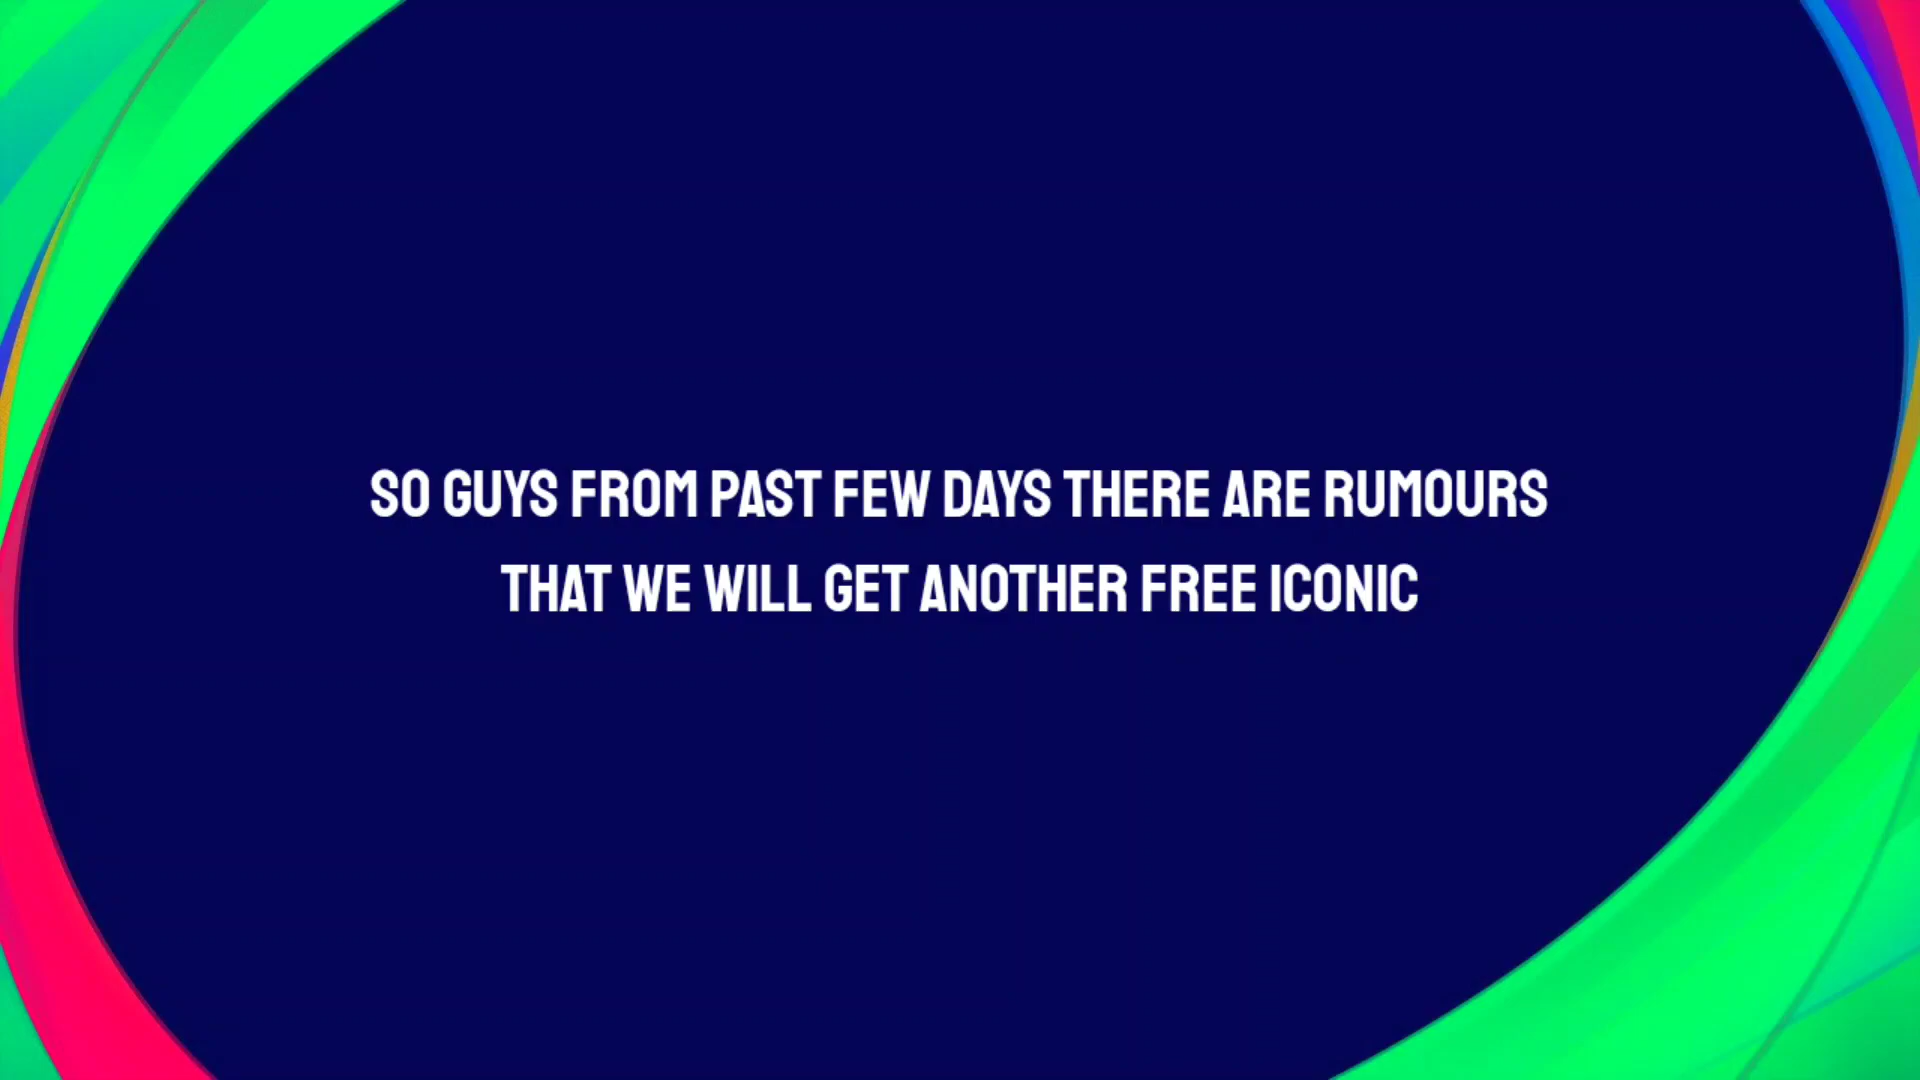 SO GUYS FROM PAST FEW DAYS THERE ARE RUMOURS
THAT WE WILL GET ANOTHER FREE ICONIC